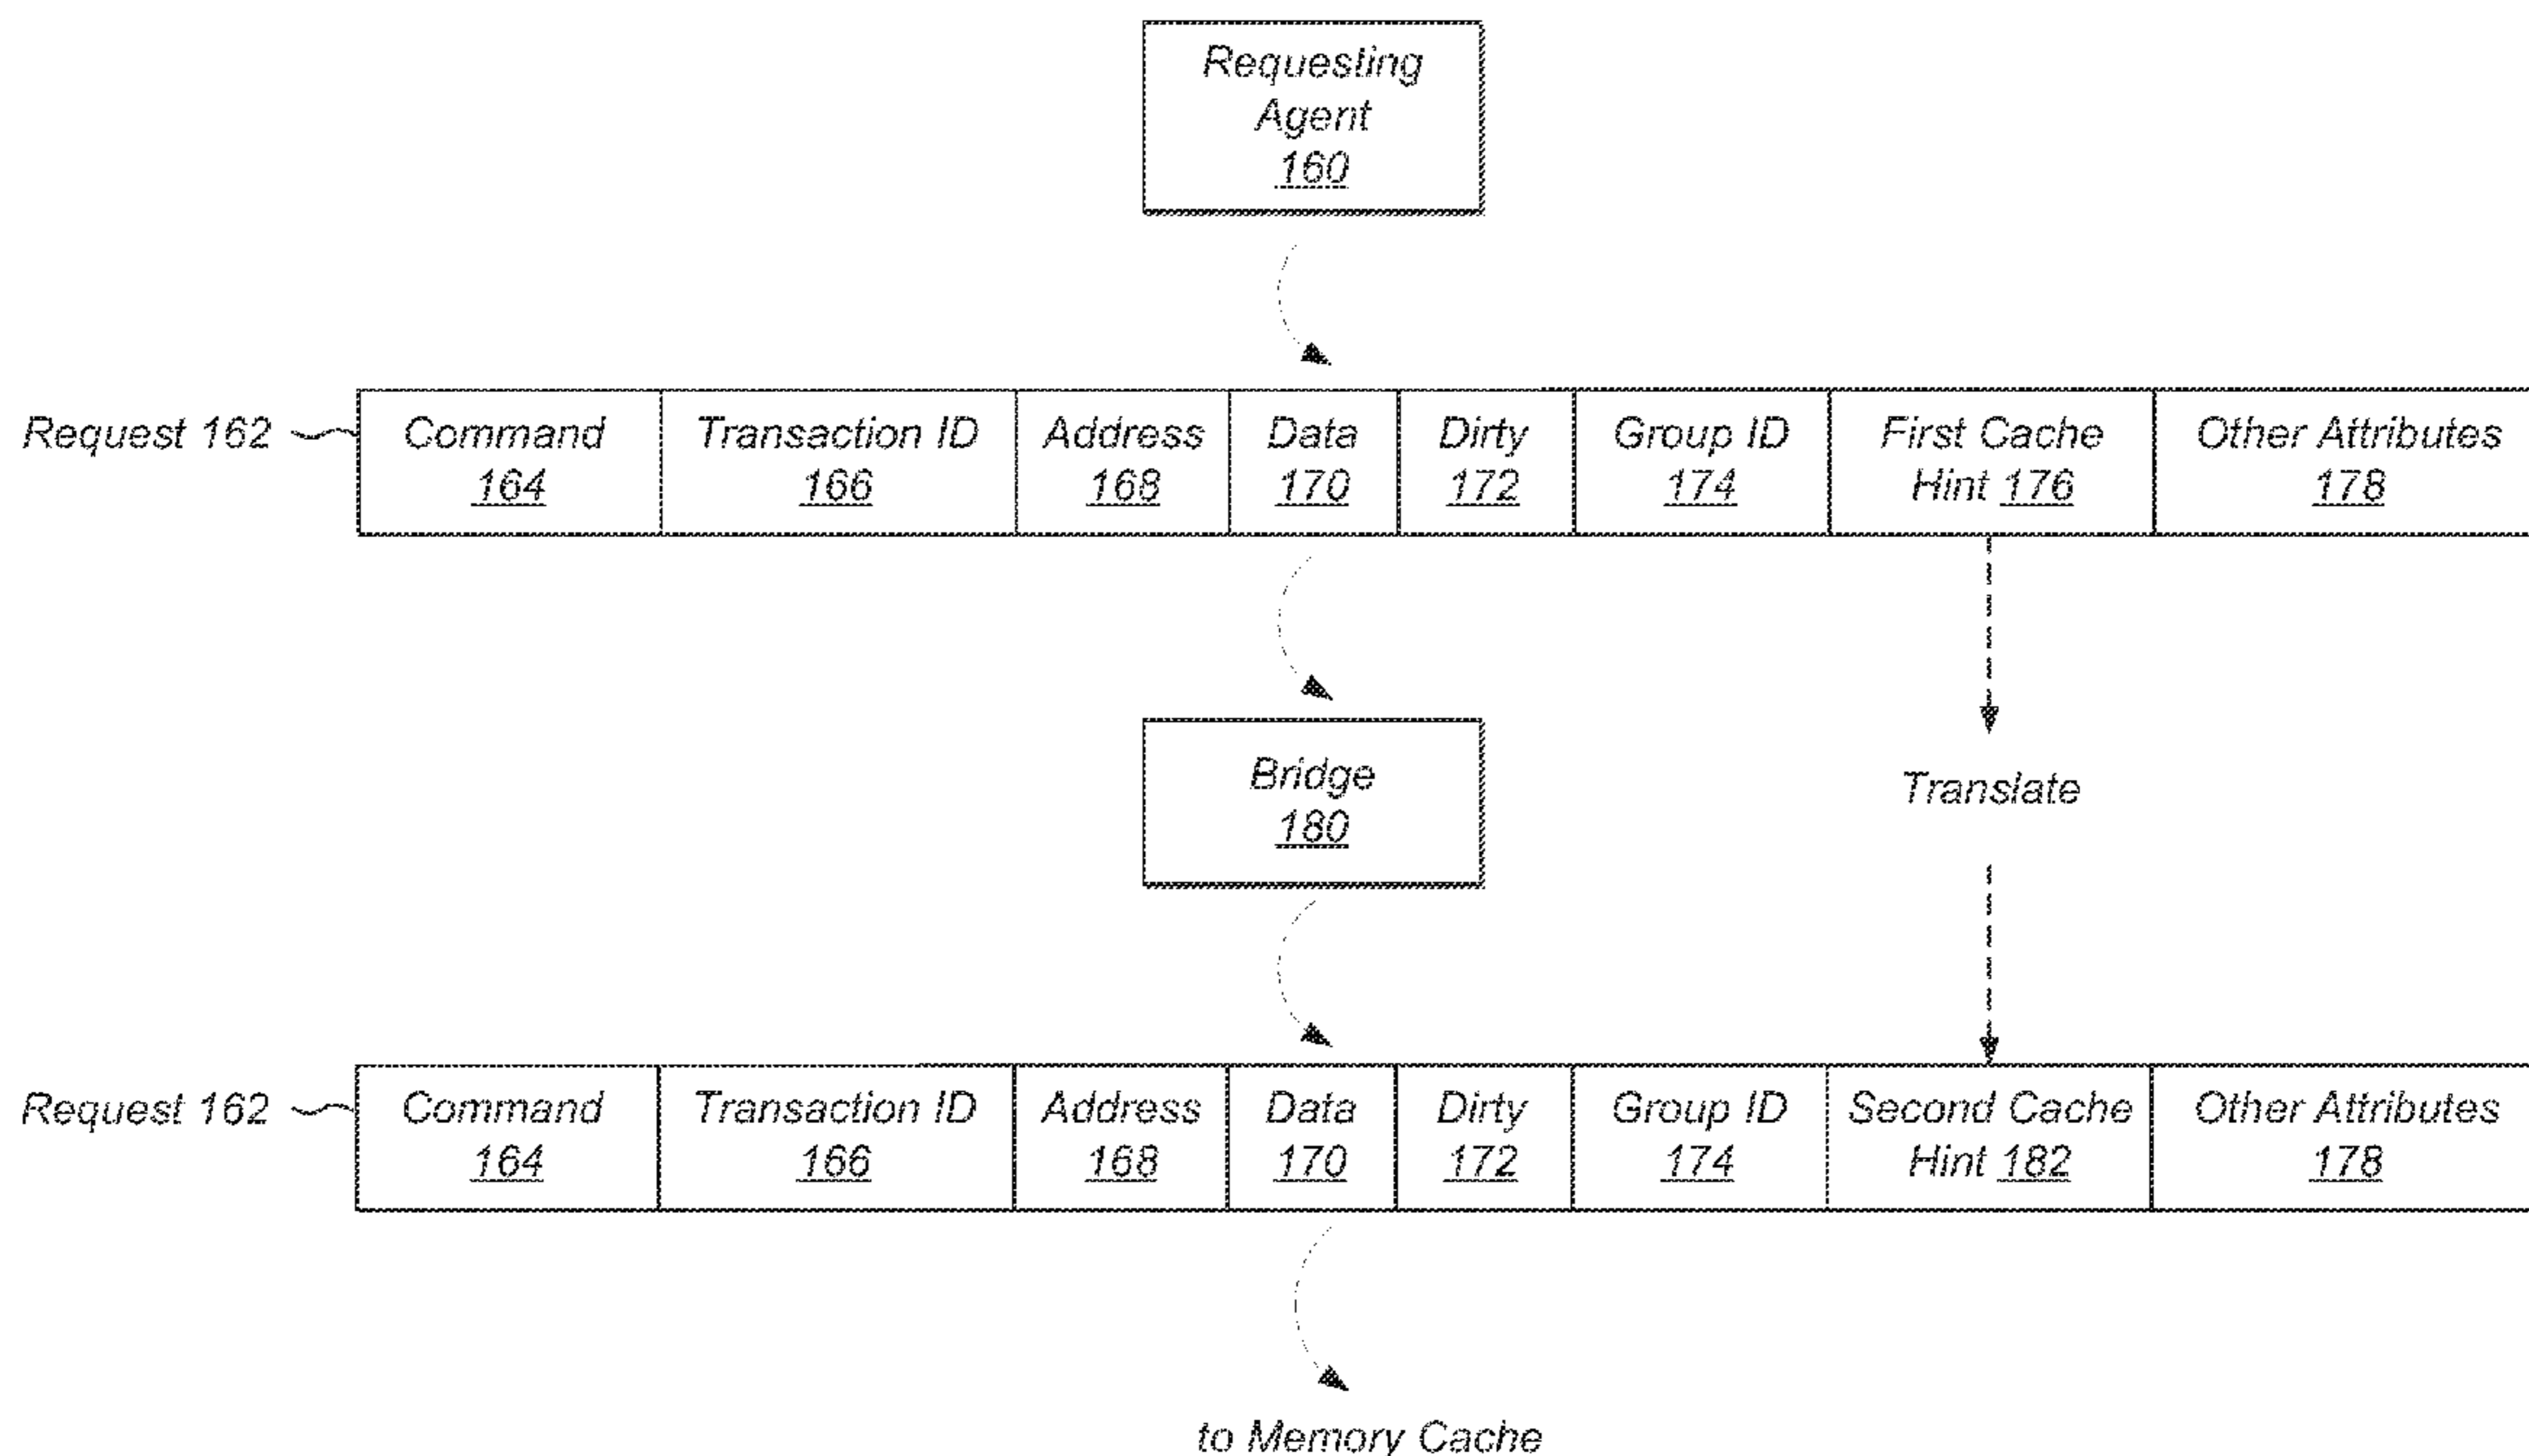 Requesting
Agent
160
Request 162
Command
164
Transaction ID
166
Address
168
Data
170
Dirty
172
Group ID
174
First Cache
Hint 176
Other Attributes
178
Bridge
180
Translate
Request 162
Command
164
Transaction ID
166
Address
168
Data
170
Dirty
172
Group ID
174
Second Cache
Hint 182
Other Attributes
178
to Memory Cache